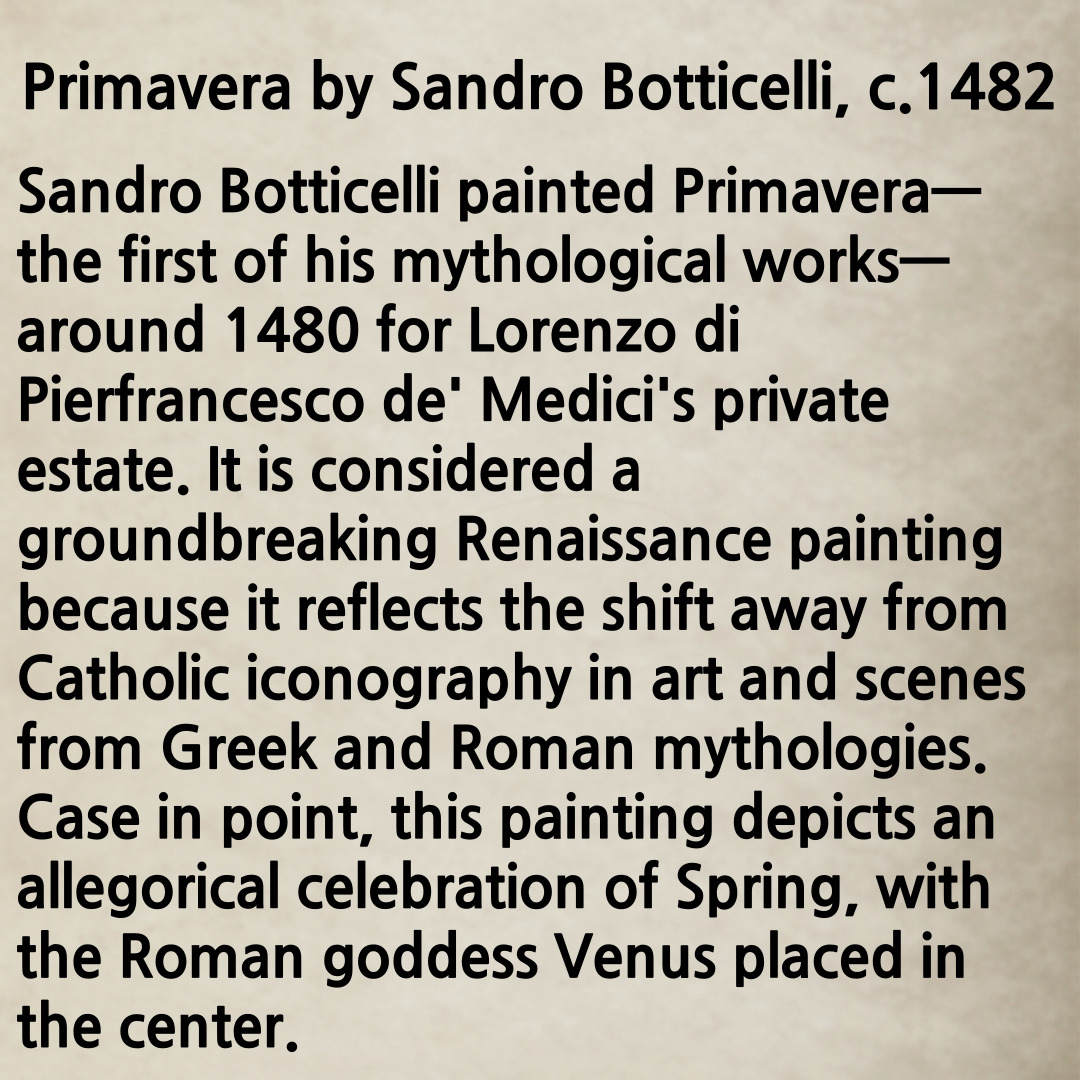 Primavera by Sandro Botticelli, c.1482
Sandro Botticelli painted Primavera—
the first of his mythological works—
around 1480 for Lorenzo di
Pierfrancesco de' Medici's private
estate. It is considered a
groundbreaking Renaissance painting
because it reflects the shift away from
Catholic iconography in art and scenes
from Greek and Roman mythologies.
Case in point, this painting depicts an
allegorical celebration of Spring, with
the Roman goddess Venus placed in
the center.